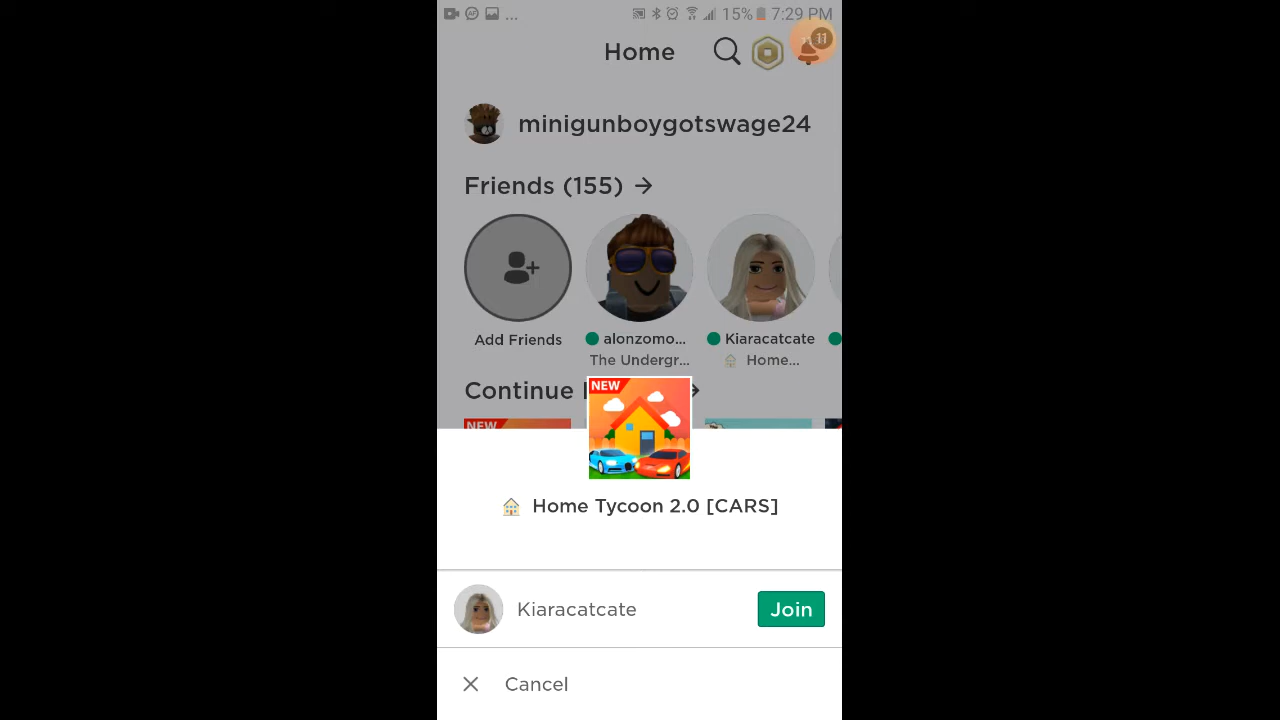 ... 15% 7:29 PM
Home
11
minigunboygotswage24
Friends (155) →
Add Friends
alonzomo...
The Undergr...
Kiaracatcate
Home...
Continue
NEW
NEW
Home Tycoon 2.0 [CARS]
Kiaracatcate
Join
Cancel